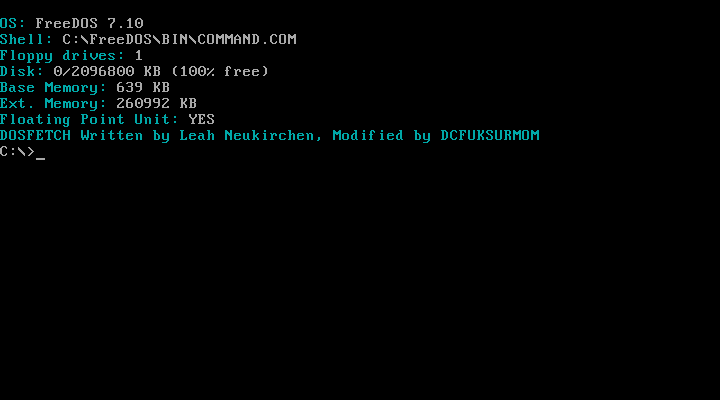 OS: FreeDOS 7.10
Shell: C:\FreeDOS\BIN\COMMAND.COM
Floppy drives: 1
Disk: 0/2096800 KB (100% free)
Base Memory: 639 KB
Ext. Memory: 260992 KB
Floating Point Unit: YES
DOSFETCH Written by Leah Neukirchen, Modified by DCFUKSURMOM
C:\>_